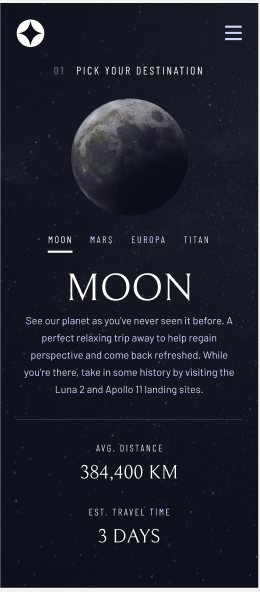 01 PICK YOUR DESTINATION
MOON MARS EUROPA TITAN
MOON
See our planet as you've never seen it before. A
perfect relaxing trip away to help regain
perspective and come back refreshed. While
you're there, take in some history by visiting the
Luna 2 and Apollo 11 landing sites.
AVG. DISTANCE
384,400 KM
EST. TRAVEL TIME
3 DAYS